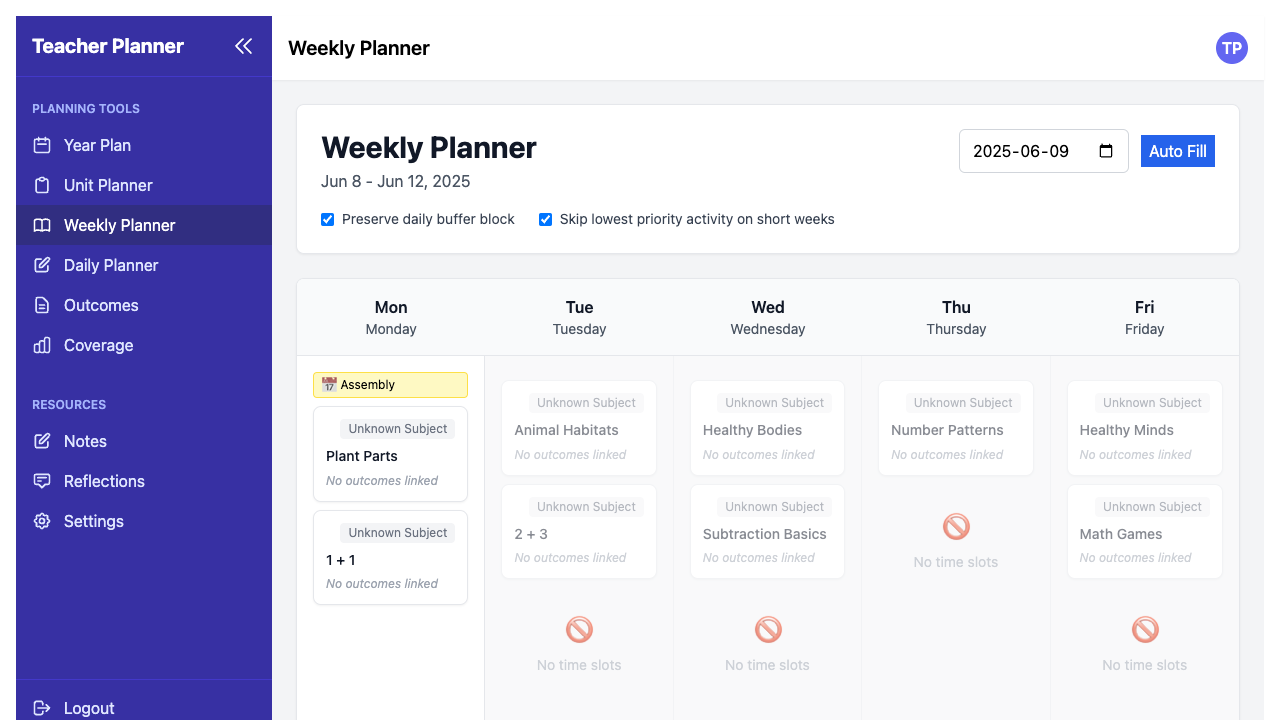 Teacher Planner
PLANNING TOOLS
Year Plan
Unit Planner
Weekly Planner
Daily Planner
Outcomes
Coverage
RESOURCES
Notes
Reflections
Settings
Logout
Weekly Planner
TP
Weekly Planner
Jun 8 - Jun 12, 2025
2025-06-09
Auto Fill
Preserve daily buffer block
Skip lowest priority activity on short weeks
Mon
Monday
Tue
Tuesday
Wed
Wednesday
Thu
Thursday
Fri
Friday
Assembly
Unknown Subject
Plant Parts
No outcomes linked
Unknown Subject
1 + 1
No outcomes linked
Unknown Subject
Animal Habitats
No outcomes linked
Unknown Subject
2 + 3
No outcomes linked
No time slots
Unknown Subject
Healthy Bodies
No outcomes linked
Unknown Subject
Subtraction Basics
No outcomes linked
No time slots
Unknown Subject
Number Patterns
No outcomes linked
No time slots
Unknown Subject
Healthy Minds
No outcomes linked
Unknown Subject
Math Games
No outcomes linked
No time slots